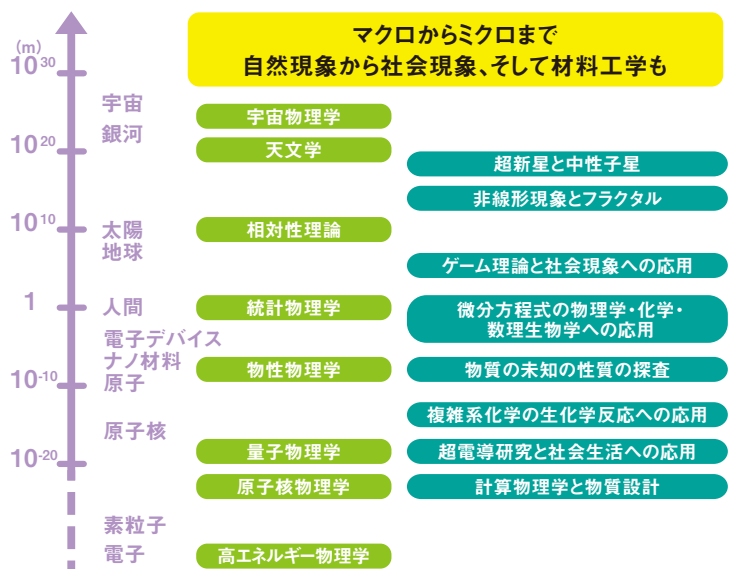 マクロからミクロまで
自然現象から社会現象、そして材料工学も
(m)
10³⁰
10²⁰
10¹⁰
1
10⁻¹⁰
10⁻²⁰
宇宙
銀河
太陽
地球
人間
電子デバイス
ナノ材料
原子
原子核
素粒子
電子
宇宙物理学
天文学
相対性理論
統計物理学
物性物理学
量子物理学
原子核物理学
高エネルギー物理学
超新星と中性子星
非線形現象とフラクタル
ゲーム理論と社会現象への応用
微分方程式の物理学・化学・
数理生物学への応用
物質の未知の性質の探査
複雑系化学の生化学反応への応用
超電導研究と社会生活への応用
計算物理学と物質設計